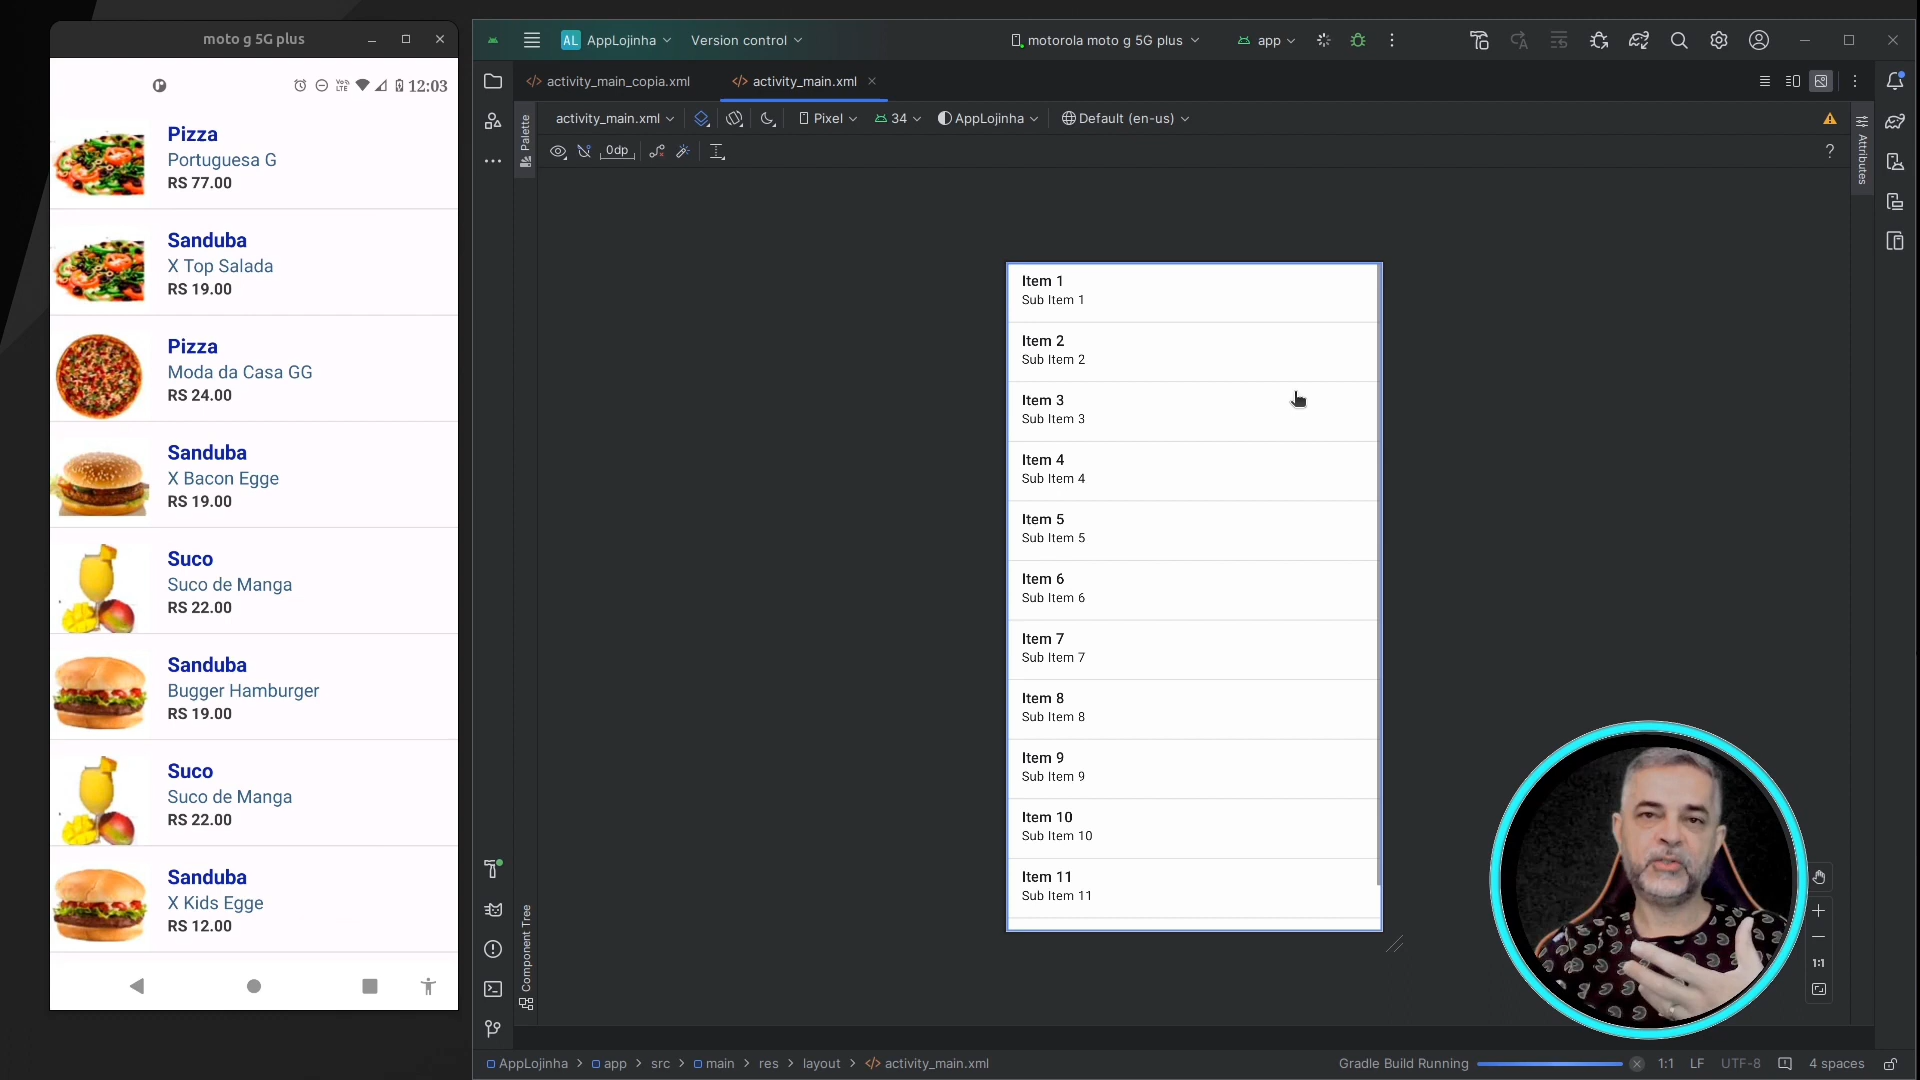 moto g 5G plus
12:03
Pizza
Portuguesa G
RS 77.00
Sanduba
X Top Salada
RS 19.00
Pizza
Moda da Casa GG
RS 24.00
Sanduba
X Bacon Egge
RS 19.00
Suco
Suco de Manga
RS 22.00
Sanduba
Bugger Hamburger
RS 19.00
Suco
Suco de Manga
RS 22.00
Sanduba
X Kids Egge
RS 12.00
AL AppLojinha Version control motorola moto g 5G plus app
activity_main_copia.xml activity_main.xml
activity_main.xml Pixel 34 AppLojinha Default (en-us)
0dp
?
Palette
Attributes
Item 1
Sub Item 1
Item 2
Sub Item 2
Item 3
Sub Item 3
Item 4
Sub Item 4
Item 5
Sub Item 5
Item 6
Sub Item 6
Item 7
Sub Item 7
Item 8
Sub Item 8
Item 9
Sub Item 9
Item 10
Sub Item 10
Item 11
Sub Item 11
Component Tree
1:1
AppLojinha > app > src > main > res > layout > activity_main.xml
Gradle Build Running 1:1 LF UTF-8 4 spaces